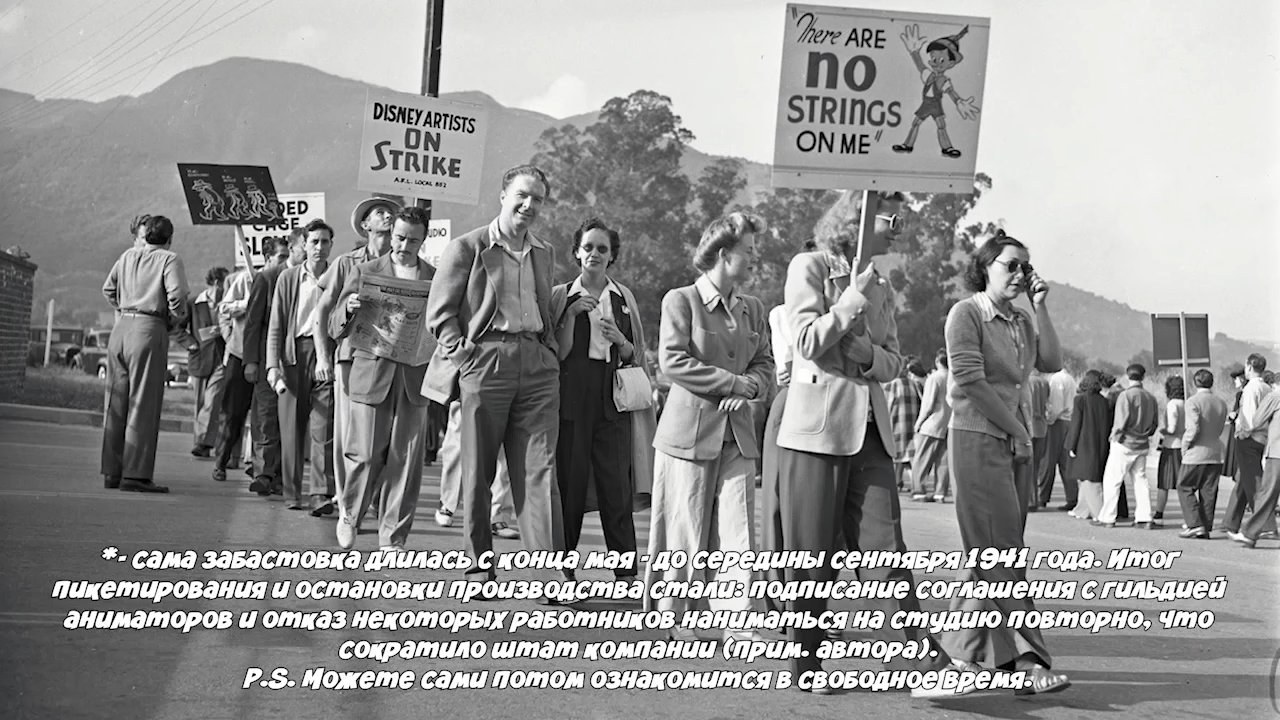 "There ARE
NO
STRINGS
ON ME"
DISNEY ARTISTS
ON
STRIKE
A.F.L. LOCAL 852
*- сама забастовка длилась с конца мая - до середины сентября 1941 года. Итог
пикетирования и остановки производства стали: подписание соглашения с гильдией
аниматоров и отказ некоторых работников наниматься на студию повторно, что
сократило штат компании (прим. автора).
P.S. Можете сами потом ознакомится в свободное время.